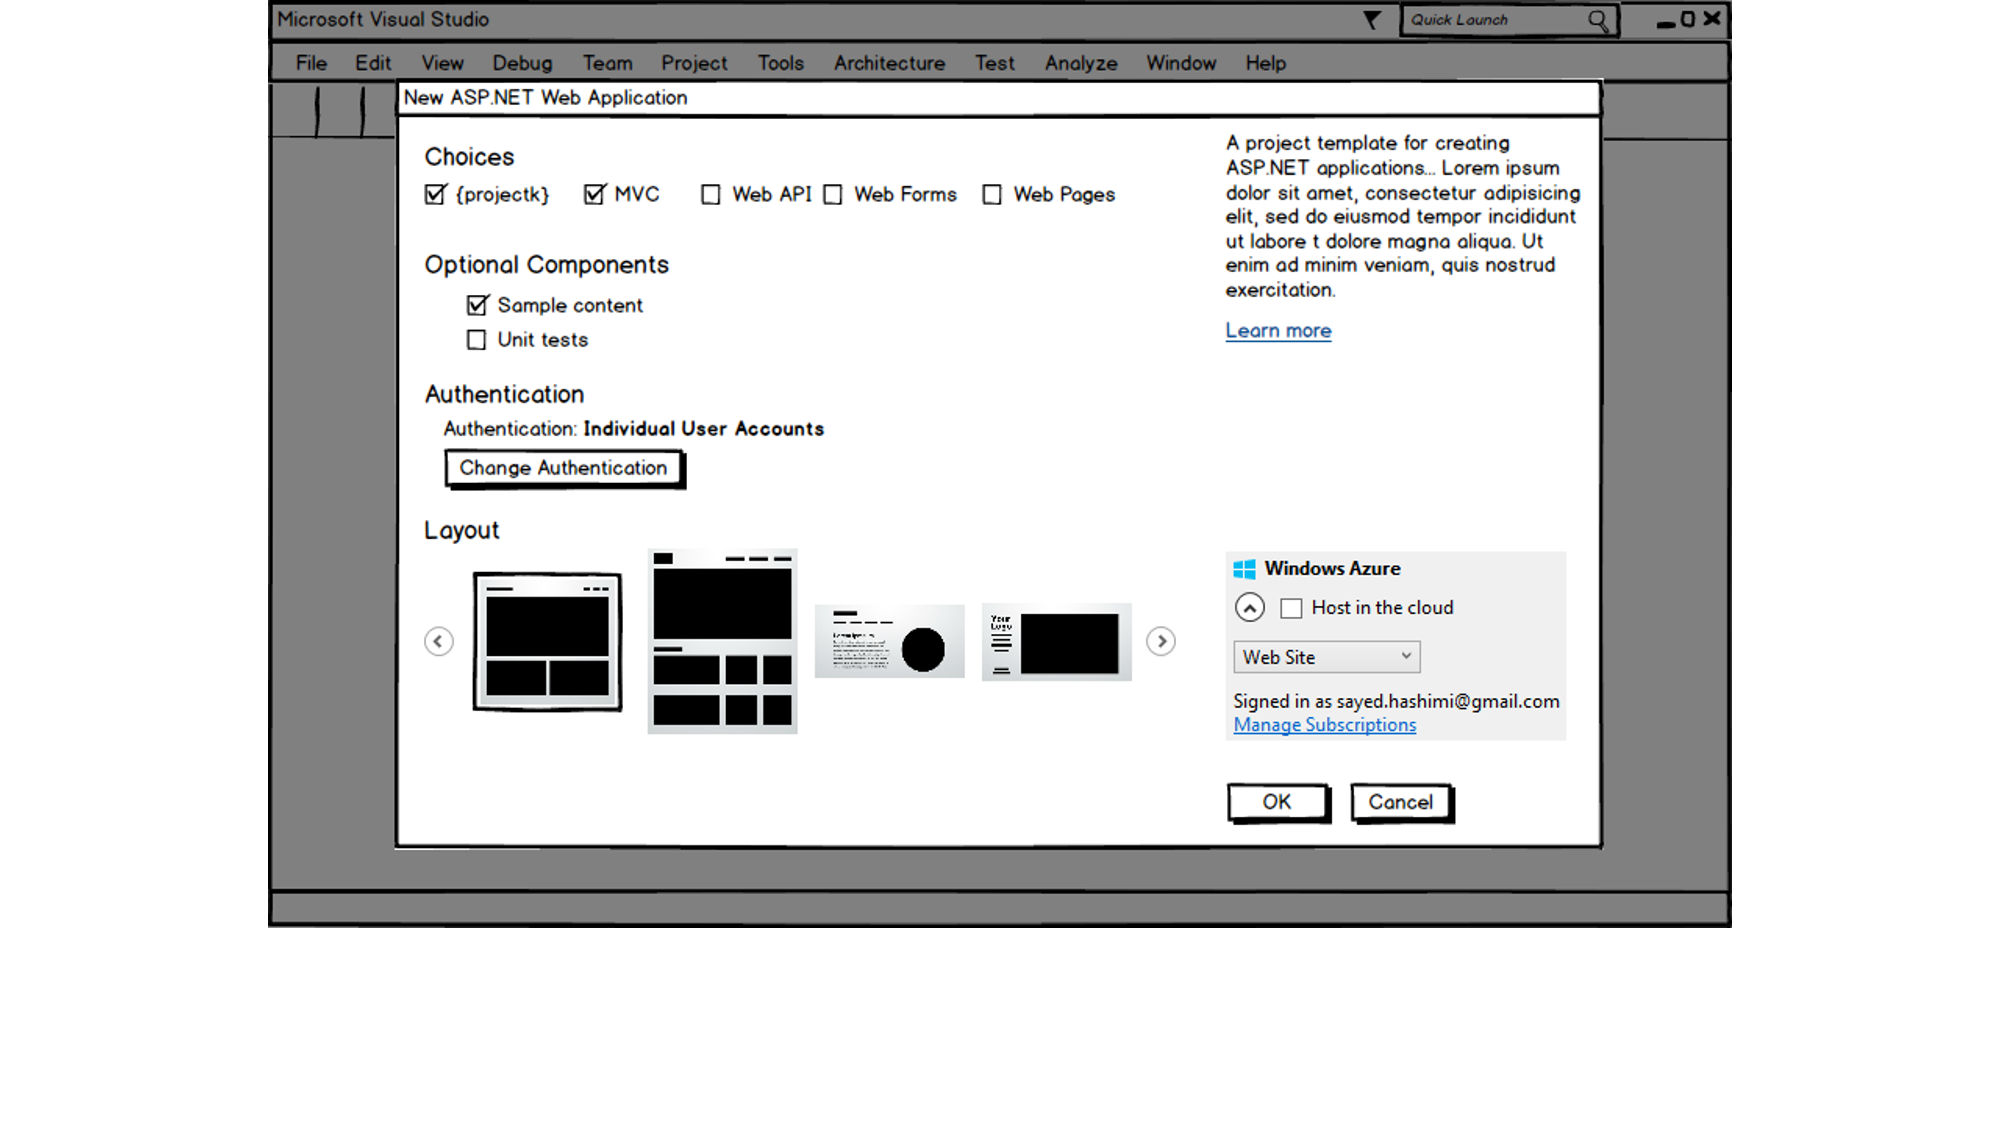 Microsoft Visual Studio
Quick Launch
File Edit View Debug Team Project Tools Architecture Test Analyze Window Help
New ASP.NET Web Application
Choices
{projectk} MVC Web API Web Forms Web Pages
Optional Components
Sample content
Unit tests
Authentication
Authentication: Individual User Accounts
Change Authentication
Layout
Your
Logo
A project template for creating
ASP.NET applications... Lorem ipsum
dolor sit amet, consectetur adipisicing
elit, sed do eiusmod tempor incididunt
ut labore t dolore magna aliqua. Ut
enim ad minim veniam, quis nostrud
exercitation.
Learn more
Windows Azure
Host in the cloud
Web Site
Signed in as sayed.hashimi@gmail.com
Manage Subscriptions
OK Cancel